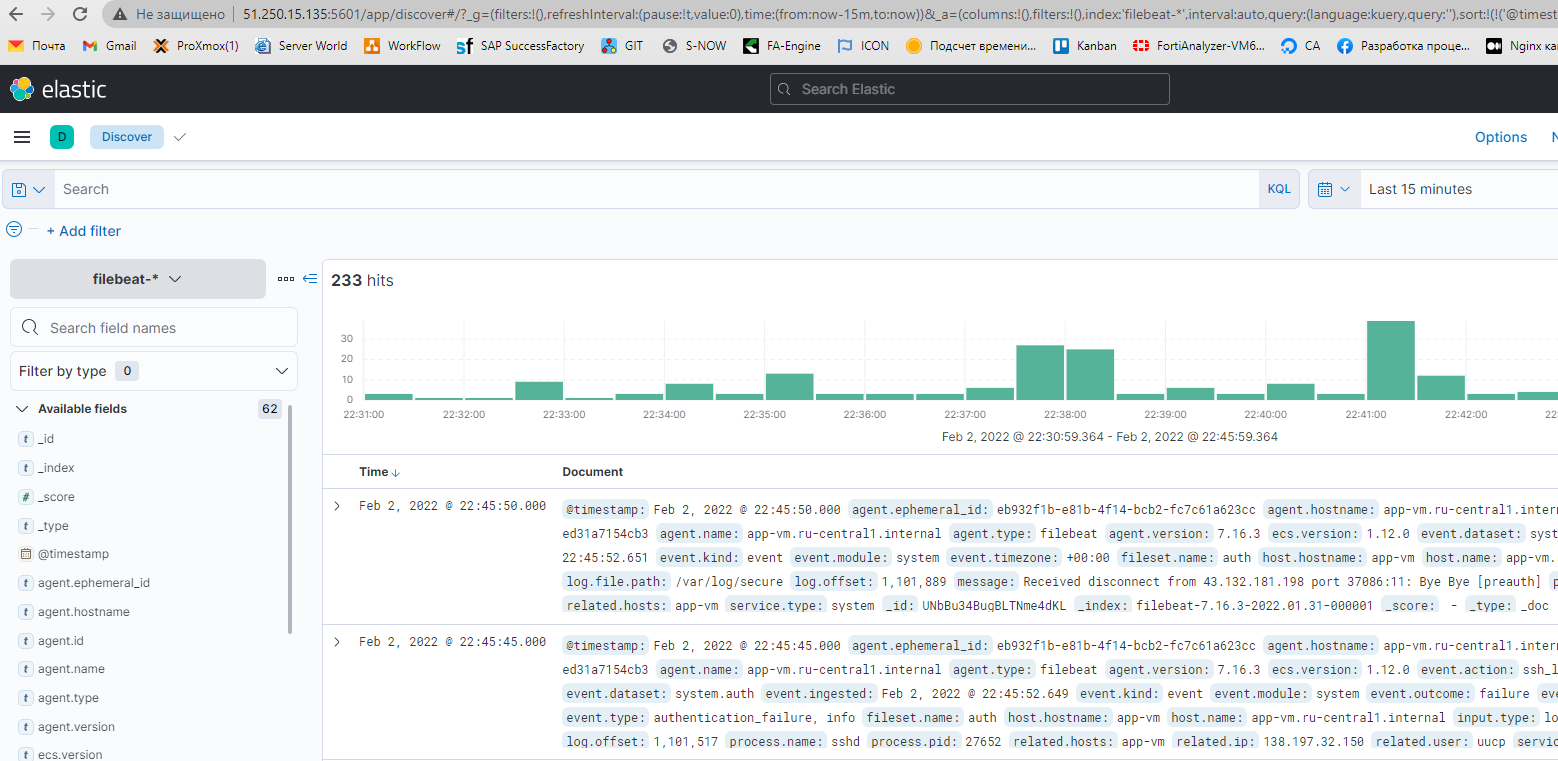 Не защищено 51.250.15.135:5601/app/discover#/?_g=(filters:!(),refreshInterval:(pause:!t,value:0),time:(from:now-15m,to:now))&_a=(columns:!(),filters:!(),index:'filebeat-*',interval:auto,query:(language:kuery,query:''),sort:!(!('@timest
Почта Gmail ProXmox(1) Server World WorkFlow SAP SuccessFactory GIT S-NOW FA-Engine ICON Подсчет времени... Kanban FortiAnalyzer-VM6... CA Разработка проце... Nginx ка
elastic Search Elastic
D Discover Options N
Search KQL Last 15 minutes
+ Add filter
filebeat-* 233 hits
Search field names
Filter by type 0
Available fields 62
_id
_index
_score
_type
@timestamp
agent.ephemeral_id
agent.hostname
agent.id
agent.name
agent.type
agent.version
ecs.version
30
20
10
0
22:31:00 22:32:00 22:33:00 22:34:00 22:35:00 22:36:00 22:37:00 22:38:00 22:39:00 22:40:00 22:41:00 22:42:00 22
Feb 2, 2022 @ 22:30:59.364 - Feb 2, 2022 @ 22:45:59.364
Time Document
Feb 2, 2022 @ 22:45:50.000 @timestamp: Feb 2, 2022 @ 22:45:50.000 agent.ephemeral_id: eb932f1b-e81b-4f14-bcb2-fc7c61a623cc agent.hostname: app-vm.ru-central1.intern
ed31a7154cb3 agent.name: app-vm.ru-central1.internal agent.type: filebeat agent.version: 7.16.3 ecs.version: 1.12.0 event.dataset: syst
22:45:52.651 event.kind: event event.module: system event.timezone: +00:00 fileset.name: auth host.hostname: app-vm host.name: app-vm.
log.file.path: /var/log/secure log.offset: 1,101,889 message: Received disconnect from 43.132.181.198 port 37086:11: Bye Bye [preauth] p
related.hosts: app-vm service.type: system _id: UNbBu34BuqBLTNme4dKL _index: filebeat-7.16.3-2022.01.31-000001 _score: - _type: _doc
Feb 2, 2022 @ 22:45:45.000 @timestamp: Feb 2, 2022 @ 22:45:45.000 agent.ephemeral_id: eb932f1b-e81b-4f14-bcb2-fc7c61a623cc agent.hostname: app-vm.ru-central1.intern
ed31a7154cb3 agent.name: app-vm.ru-central1.internal agent.type: filebeat agent.version: 7.16.3 ecs.version: 1.12.0 event.action: ssh_l
event.dataset: system.auth event.ingested: Feb 2, 2022 @ 22:45:52.649 event.kind: event event.module: system event.outcome: failure eve
event.type: authentication_failure, info fileset.name: auth host.hostname: app-vm host.name: app-vm.ru-central1.internal input.type: lo
log.offset: 1,101,517 process.name: sshd process.pid: 27652 related.hosts: app-vm related.ip: 138.197.32.150 related.user: uucp servic